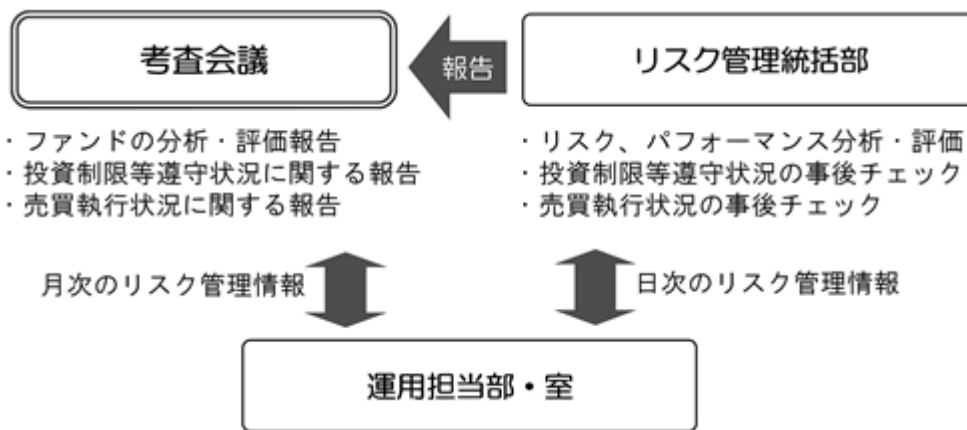 考査会議
報告
リスク管理統括部
・ファンドの分析・評価報告
・投資制限等遵守状況に関する報告
・売買執行状況に関する報告
・リスク、パフォーマンス分析・評価
・投資制限等遵守状況の事後チェック
・売買執行状況の事後チェック
月次のリスク管理情報
日次のリスク管理情報
運用担当部・室